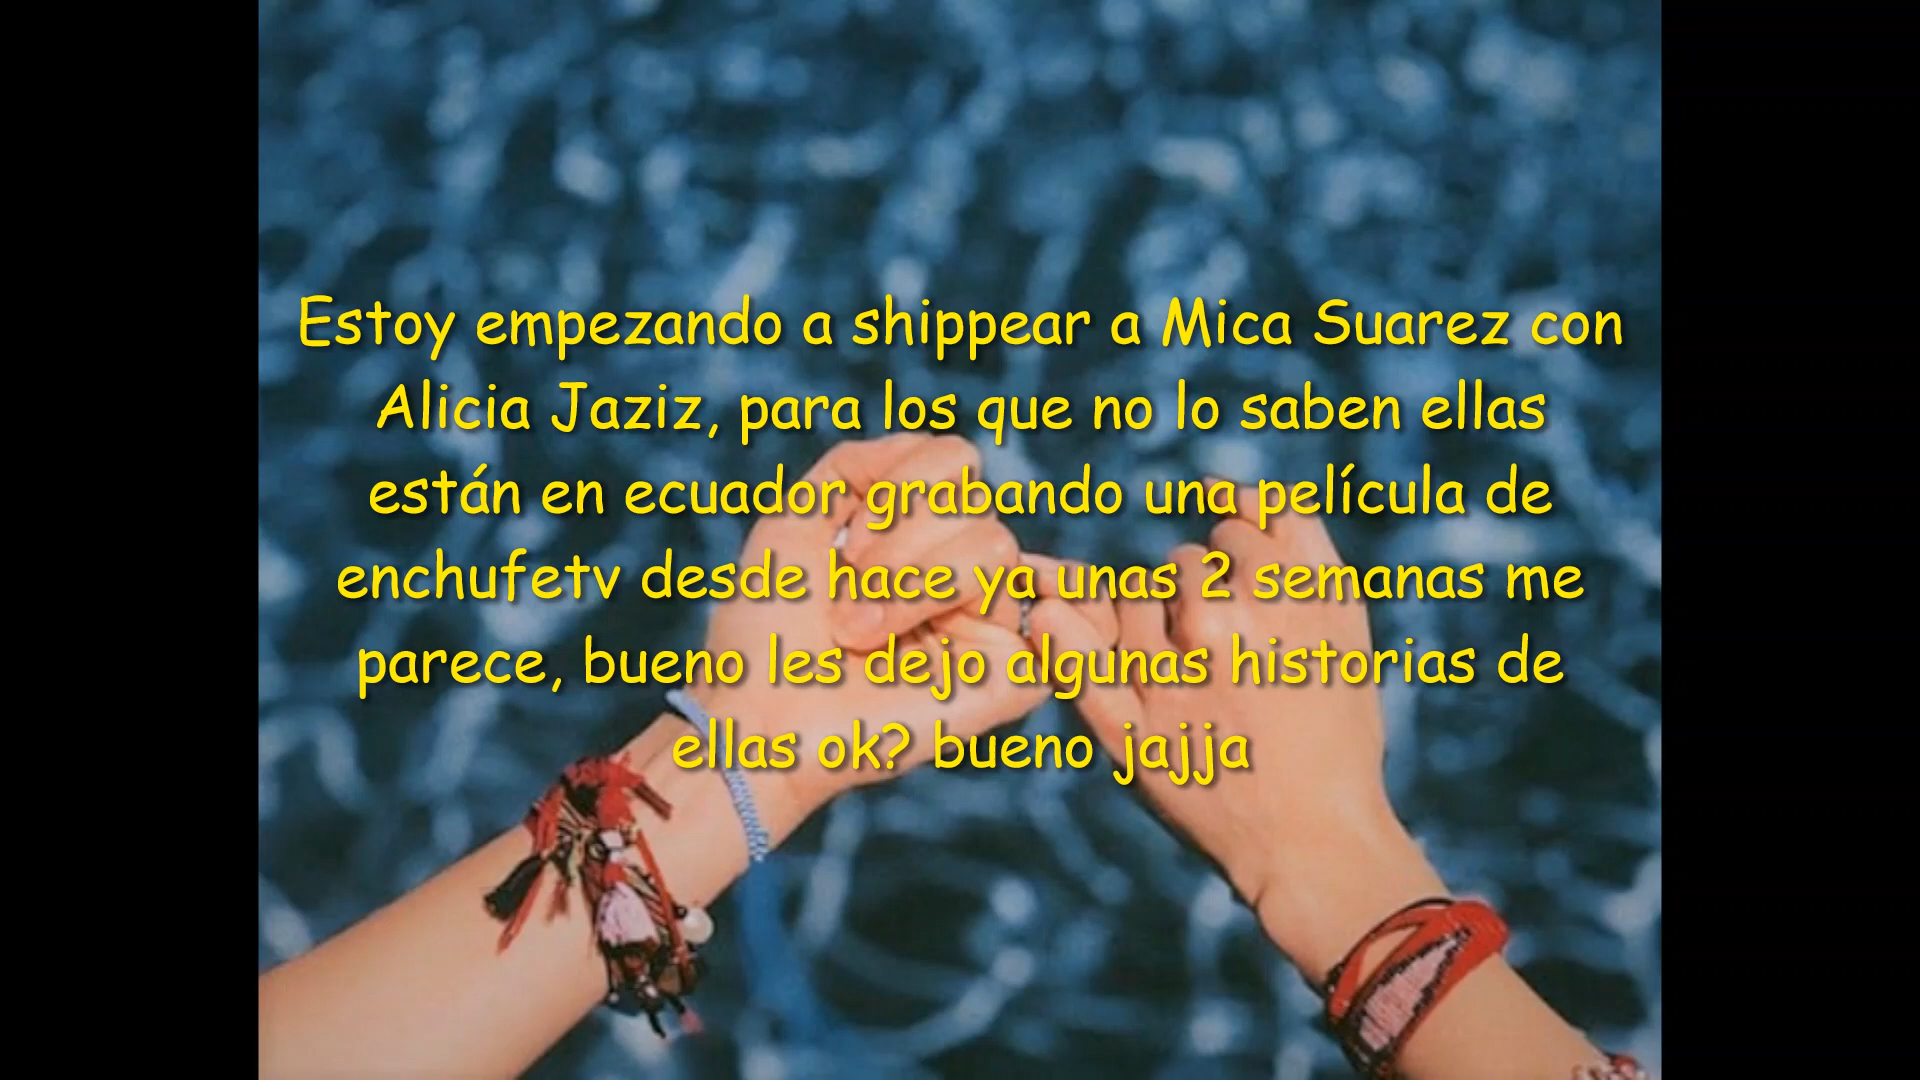 Estoy empezando a shippear a Mica Suarez con
Alicia Jaziz, para los que no lo saben ellas
están en ecuador grabando una película de
enchufetv desde hace ya unas 2 semanas me
parece, bueno les dejo algunas historias de
ellas ok? bueno jajja